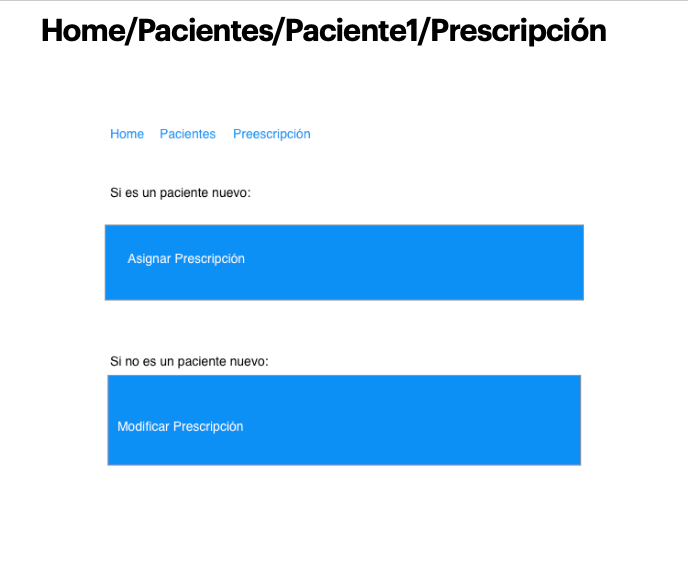 Home/Pacientes/Paciente1/Prescripción
Home Pacientes Preescripción
Si es un paciente nuevo:
Asignar Prescripción
Si no es un paciente nuevo:
Modificar Prescripción